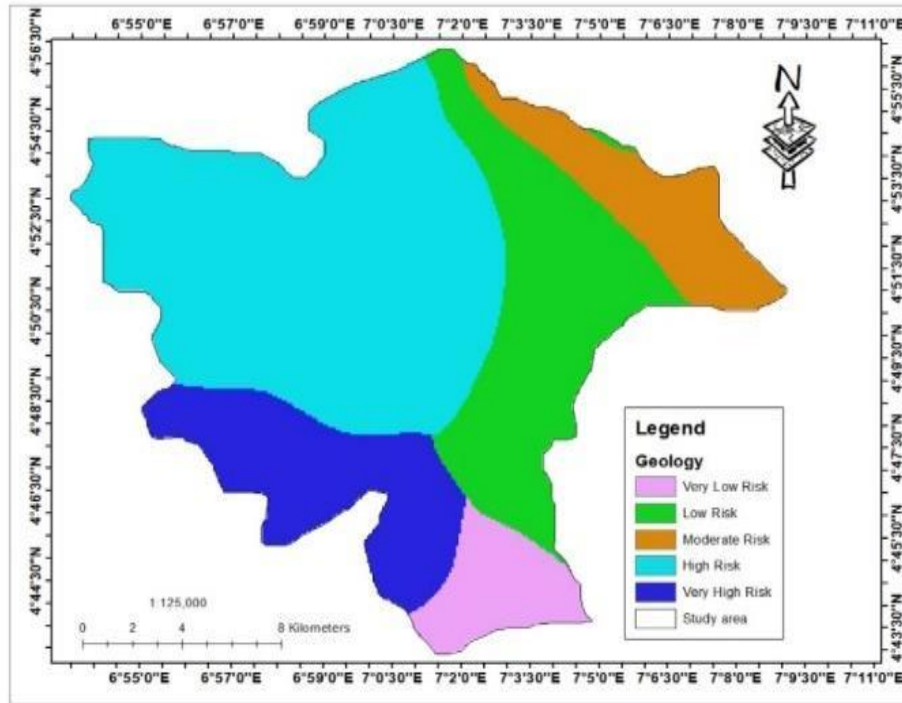 6°55'0"E 6°57'0"E 6°59'0"E 7°0'30"E 7°2'0"E 7°3'30"E 7°5'0"E 7°6'30"E 7°8'0"E 7°9'30"E 7°11'0"E
4°56'30"N
4°54'30"N
4°52'30"N
4°50'30"N
4°48'30"N
4°46'30"N
4°44'30"N
4°55'30"N
4°53'30"N
4°51'30"N
4°49'30"N
4°47'30"N
4°45'30"N
4°43'30"N
N
Legend
Geology
Very Low Risk
Low Risk
Moderate Risk
High Risk
Very High Risk
Study area
1:125,000
0 2 4 8 Kilometers
6°55'0"E 6°57'0"E 6°59'0"E 7°0'30"E 7°2'0"E 7°3'30"E 7°5'0"E 7°6'30"E 7°8'0"E 7°9'30"E 7°11'0"E